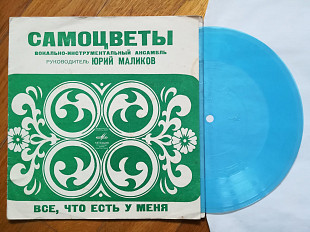 САМОЦВЕТЫ
ВОКАЛЬНО-ИНСТРУМЕНТАЛЬНЫЙ АНСАМБЛЬ
РУКОВОДИТЕЛЬ ЮРИЙ МАЛИКОВ
ВСЕ, ЧТО ЕСТЬ У МЕНЯ